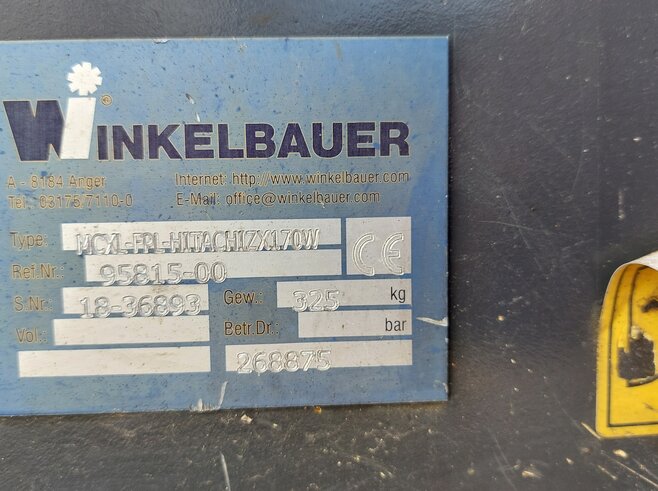 WINKELBAUER
A - 8184 Anger Internet: http://www.winkelbauer.com
Tel.: 03175/7110-0 E-Mail: office@winkelbauer.com
Type: MCXL-FPL-HITACHIZX170W CE
Ref.Nr.: 95815-00
S.Nr.: 18-36893 Gew.: 325 kg
Vol.: Betr.Dr.: bar
268875